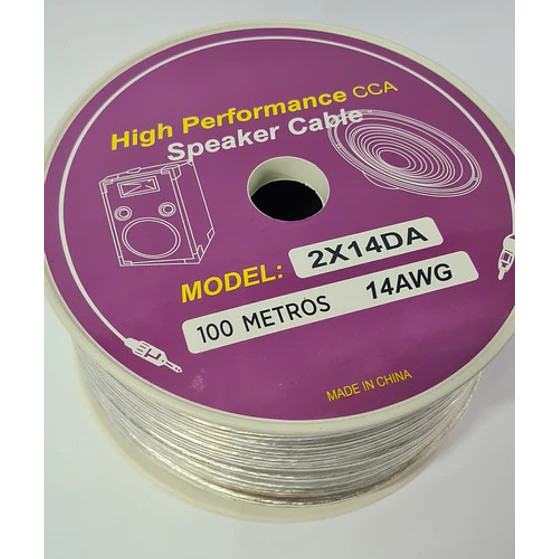 High Performance CCA
Speaker Cable
MODEL: 2X14DA
100 METROS 14AWG
MADE IN CHINA